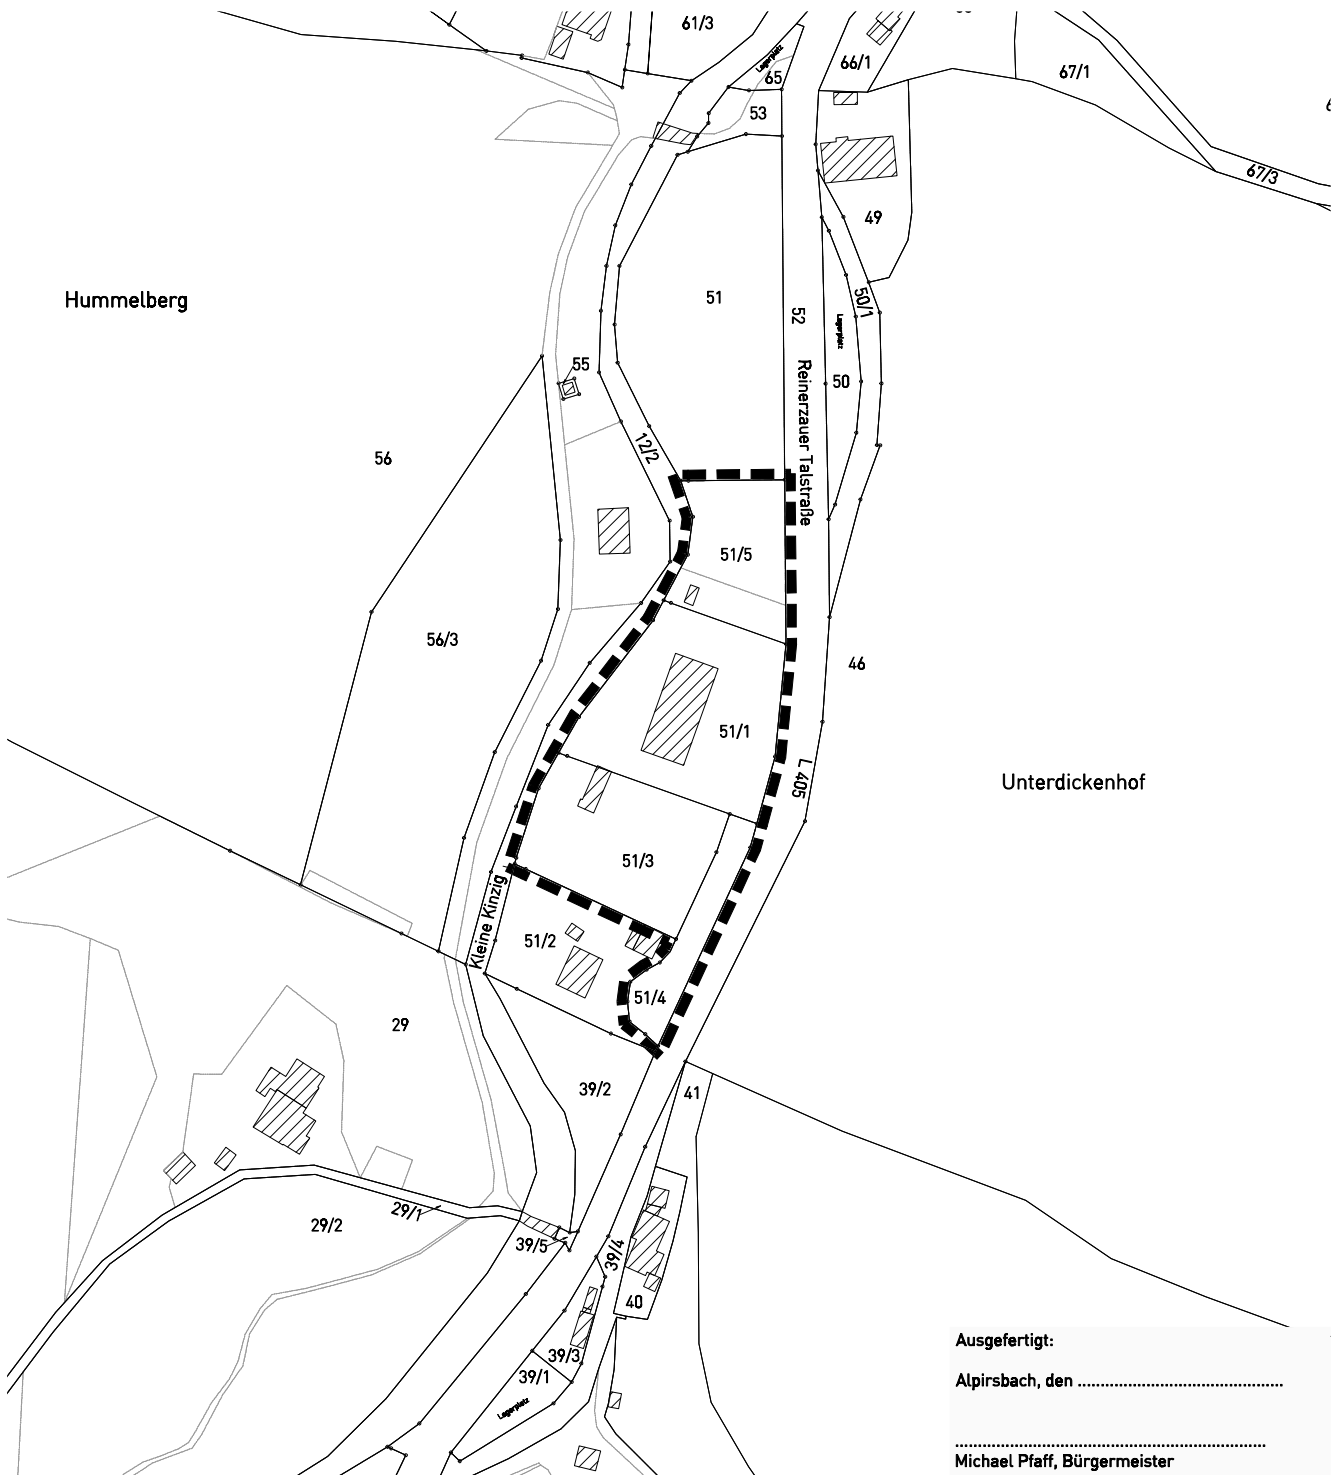 61/3
Lagerplatz
65
66/1
67/1
53
67/3
49
Hummelberg
51
52
50/1
Lagerplatz
55
50
Reinerzauer Talstraße
12/2
56
51/5
56/3
46
51/1
L 405
Unterdickenhof
51/3
Kleine Kinzig
51/2
51/4
29
39/2
41
29/1
29/2
39/5
39/4
40
39/3
39/1
Lagerplatz
Ausgefertigt:
Alpirsbach, den ................................................
.........................................................................
Michael Pfaff, Bürgermeister